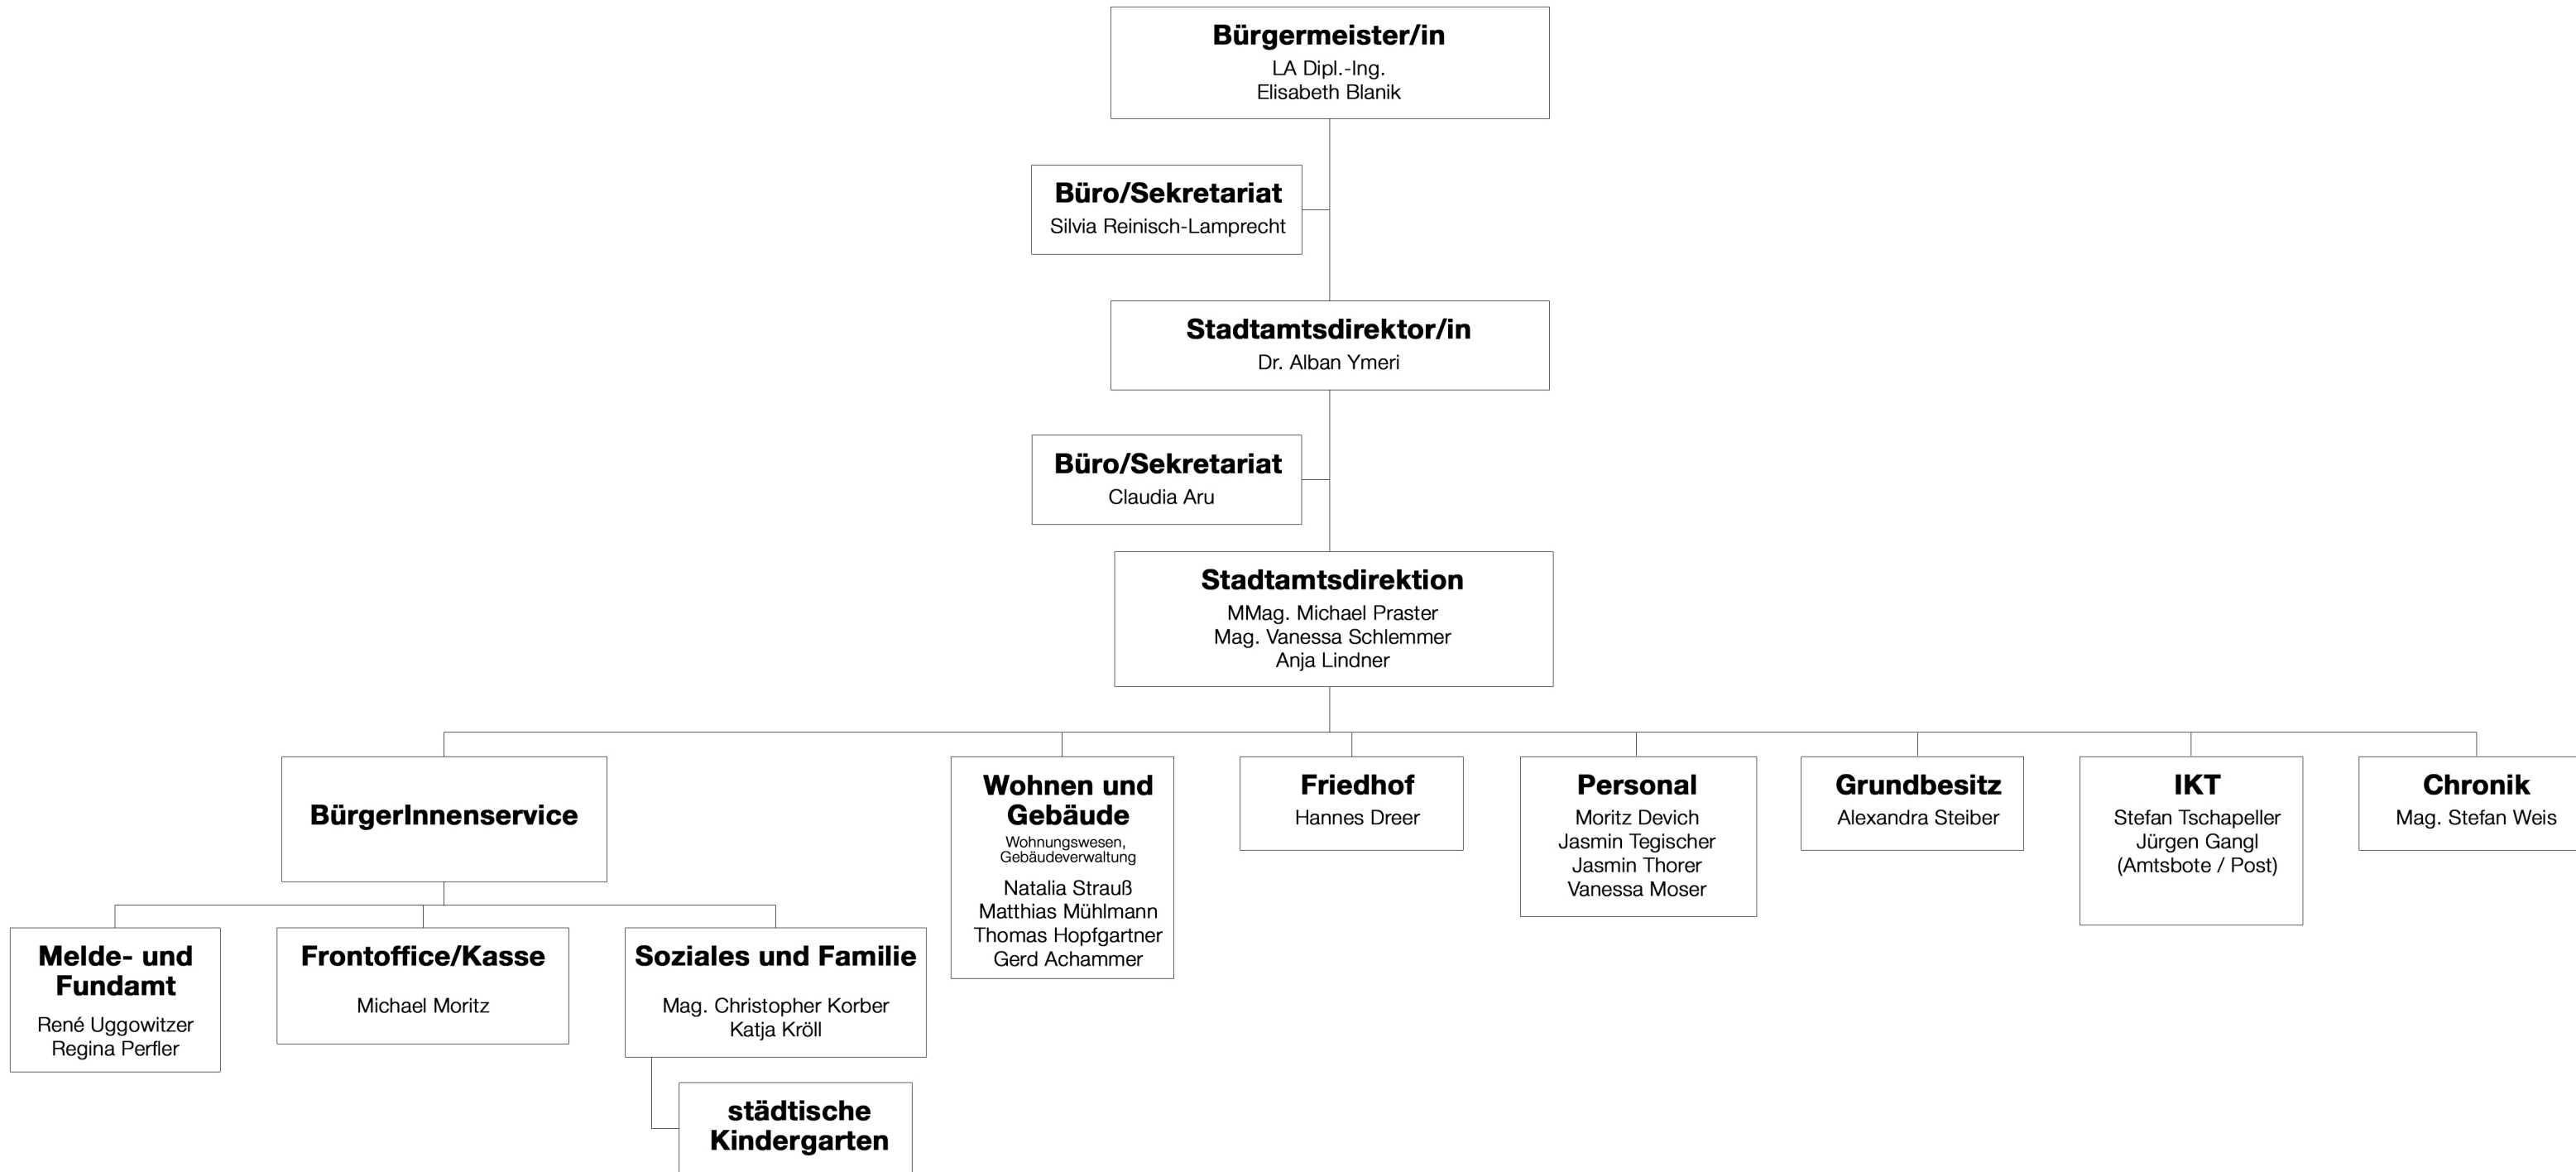 Bürgermeister/in
LA Dipl.-Ing.
Elisabeth Blanik
Büro/Sekretariat
Silvia Reinisch-Lamprecht
Stadtamtsdirektor/in
Dr. Alban Ymeri
Büro/Sekretariat
Claudia Aru
Stadtamtsdirektion
MMag. Michael Praster
Mag. Vanessa Schlemmer
Anja Lindner
BürgerInnenservice
Wohnen und
Gebäude
Wohnungswesen,
Gebäudeverwaltung
Natalia Strauß
Matthias Mühlmann
Thomas Hopfgartner
Gerd Achammer
Friedhof
Hannes Dreer
Personal
Moritz Devich
Jasmin Tegischer
Jasmin Thorer
Vanessa Moser
Grundbesitz
Alexandra Steiber
IKT
Stefan Tschapeller
Jürgen Gangl
(Amtsbote / Post)
Chronik
Mag. Stefan Weis
Melde- und
Fundamt
René Uggowitzer
Regina Perfler
Frontoffice/Kasse
Michael Moritz
Soziales und Familie
Mag. Christopher Korber
Katja Kröll
städtische
Kindergarten